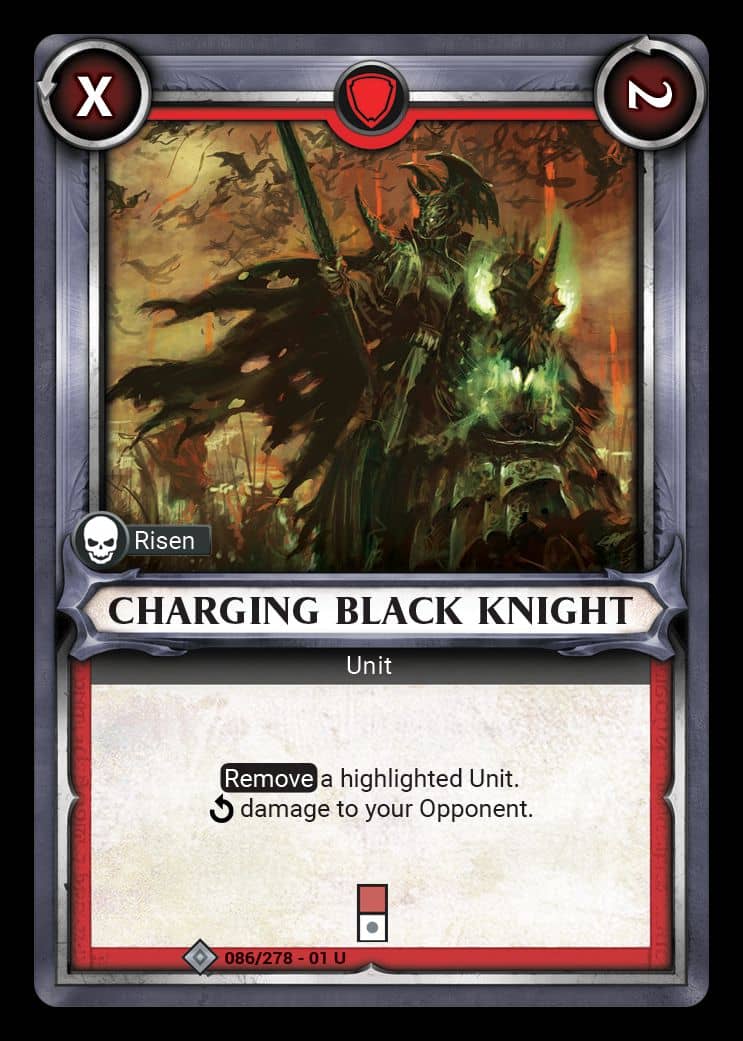 X
2
Risen
CHARGING BLACK KNIGHT
Unit
Remove a highlighted Unit.
damage to your Opponent.
086/278 - 01 U